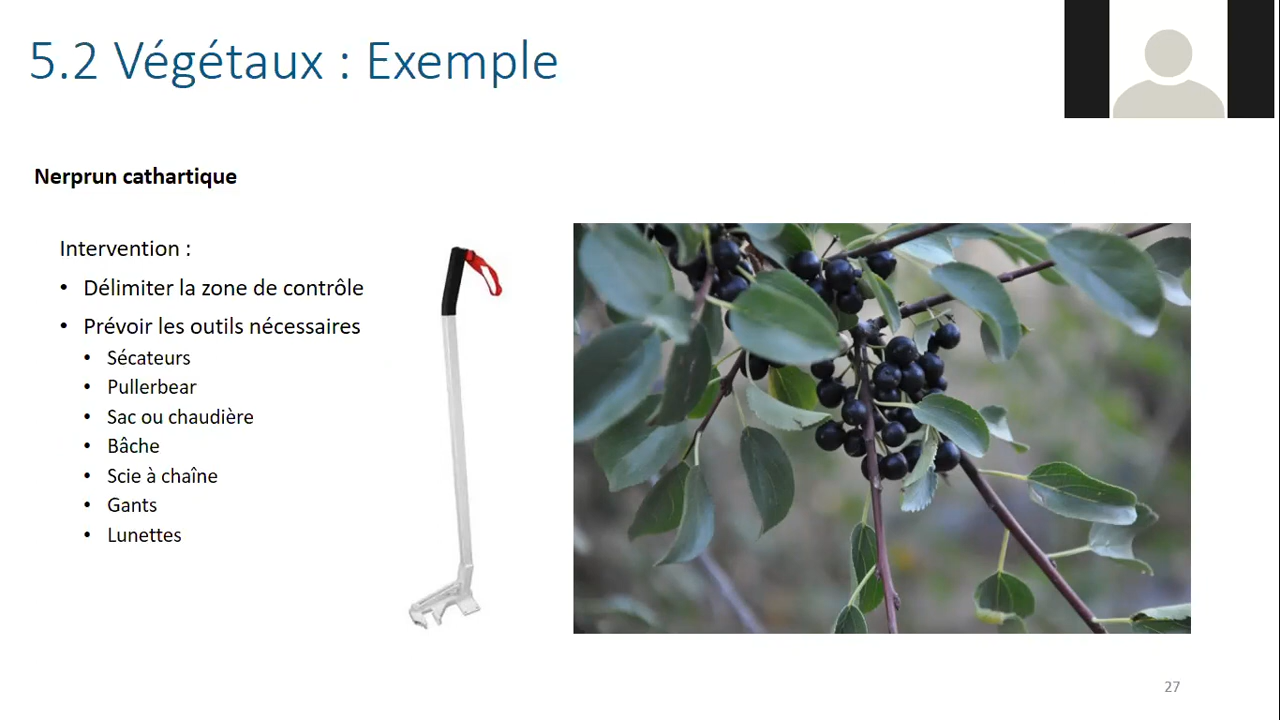 5.2 Végétaux : Exemple
Nerprun cathartique
Intervention :
• Délimiter la zone de contrôle
• Prévoir les outils nécessaires
• Sécateurs
• Pullerbear
• Sac ou chaudière
• Bâche
• Scie à chaîne
• Gants
• Lunettes
27